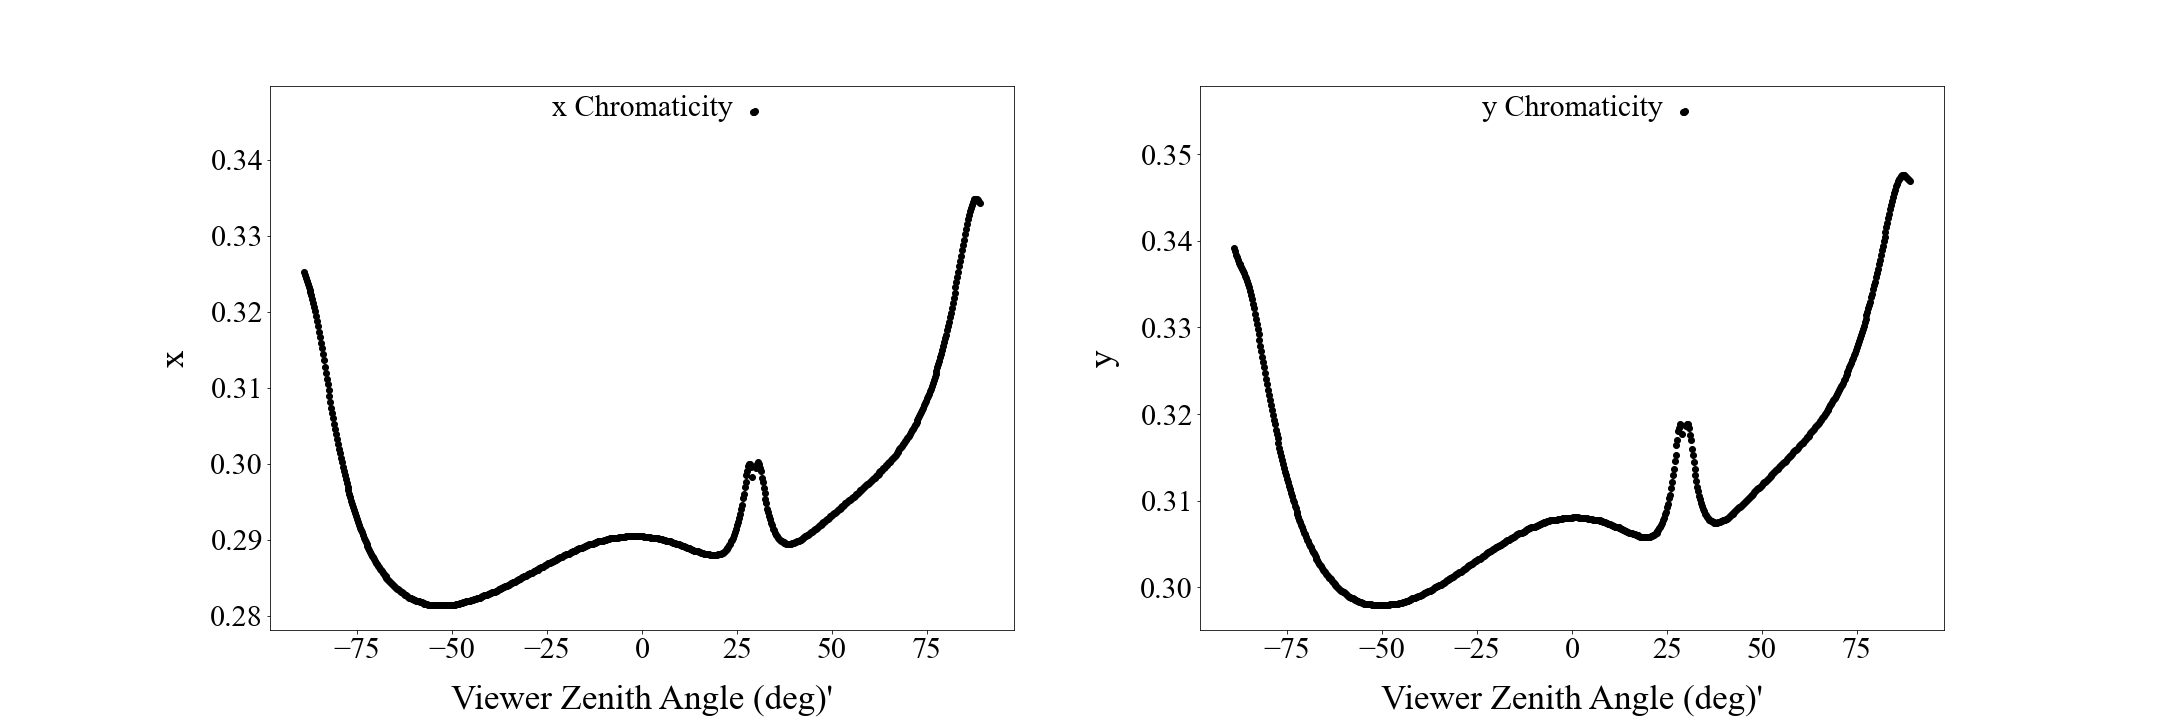 x Chromaticity
0.34
0.33
0.32
0.31
0.30
0.29
0.28
x
−75 −50 −25 0 25 50 75
Viewer Zenith Angle (deg)'
y Chromaticity
0.35
0.34
0.33
0.32
0.31
0.30
y
−75 −50 −25 0 25 50 75
Viewer Zenith Angle (deg)'